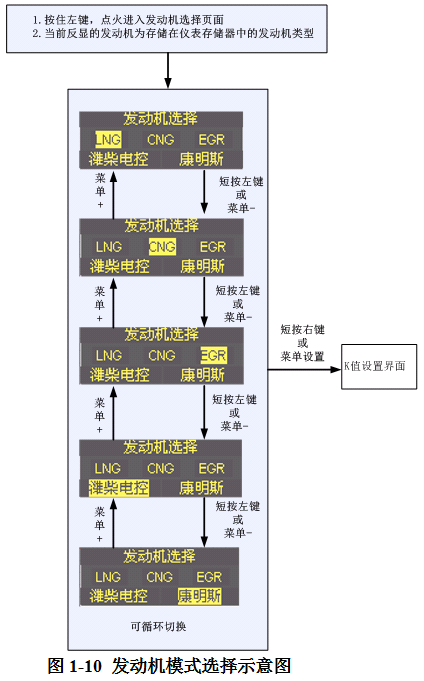 1.按住左键，点火进入发动机选择页面
2.当前反显的发动机为存储在仪表存储器中的发动机类型
发动机选择
LNG CNG EGR
潍柴电控 康明斯
菜单+
短按左键
或
菜单-
发动机选择
LNG CNG EGR
潍柴电控 康明斯
菜单+
短按左键
或
菜单-
发动机选择
LNG CNG EGR
潍柴电控 康明斯
短按右键
或
菜单设置
K值设置界面
菜单+
短按左键
或
菜单-
发动机选择
LNG CNG EGR
潍柴电控 康明斯
菜单+
短按左键
或
菜单-
发动机选择
LNG CNG EGR
潍柴电控 康明斯
可循环切换
图 1-10 发动机模式选择示意图